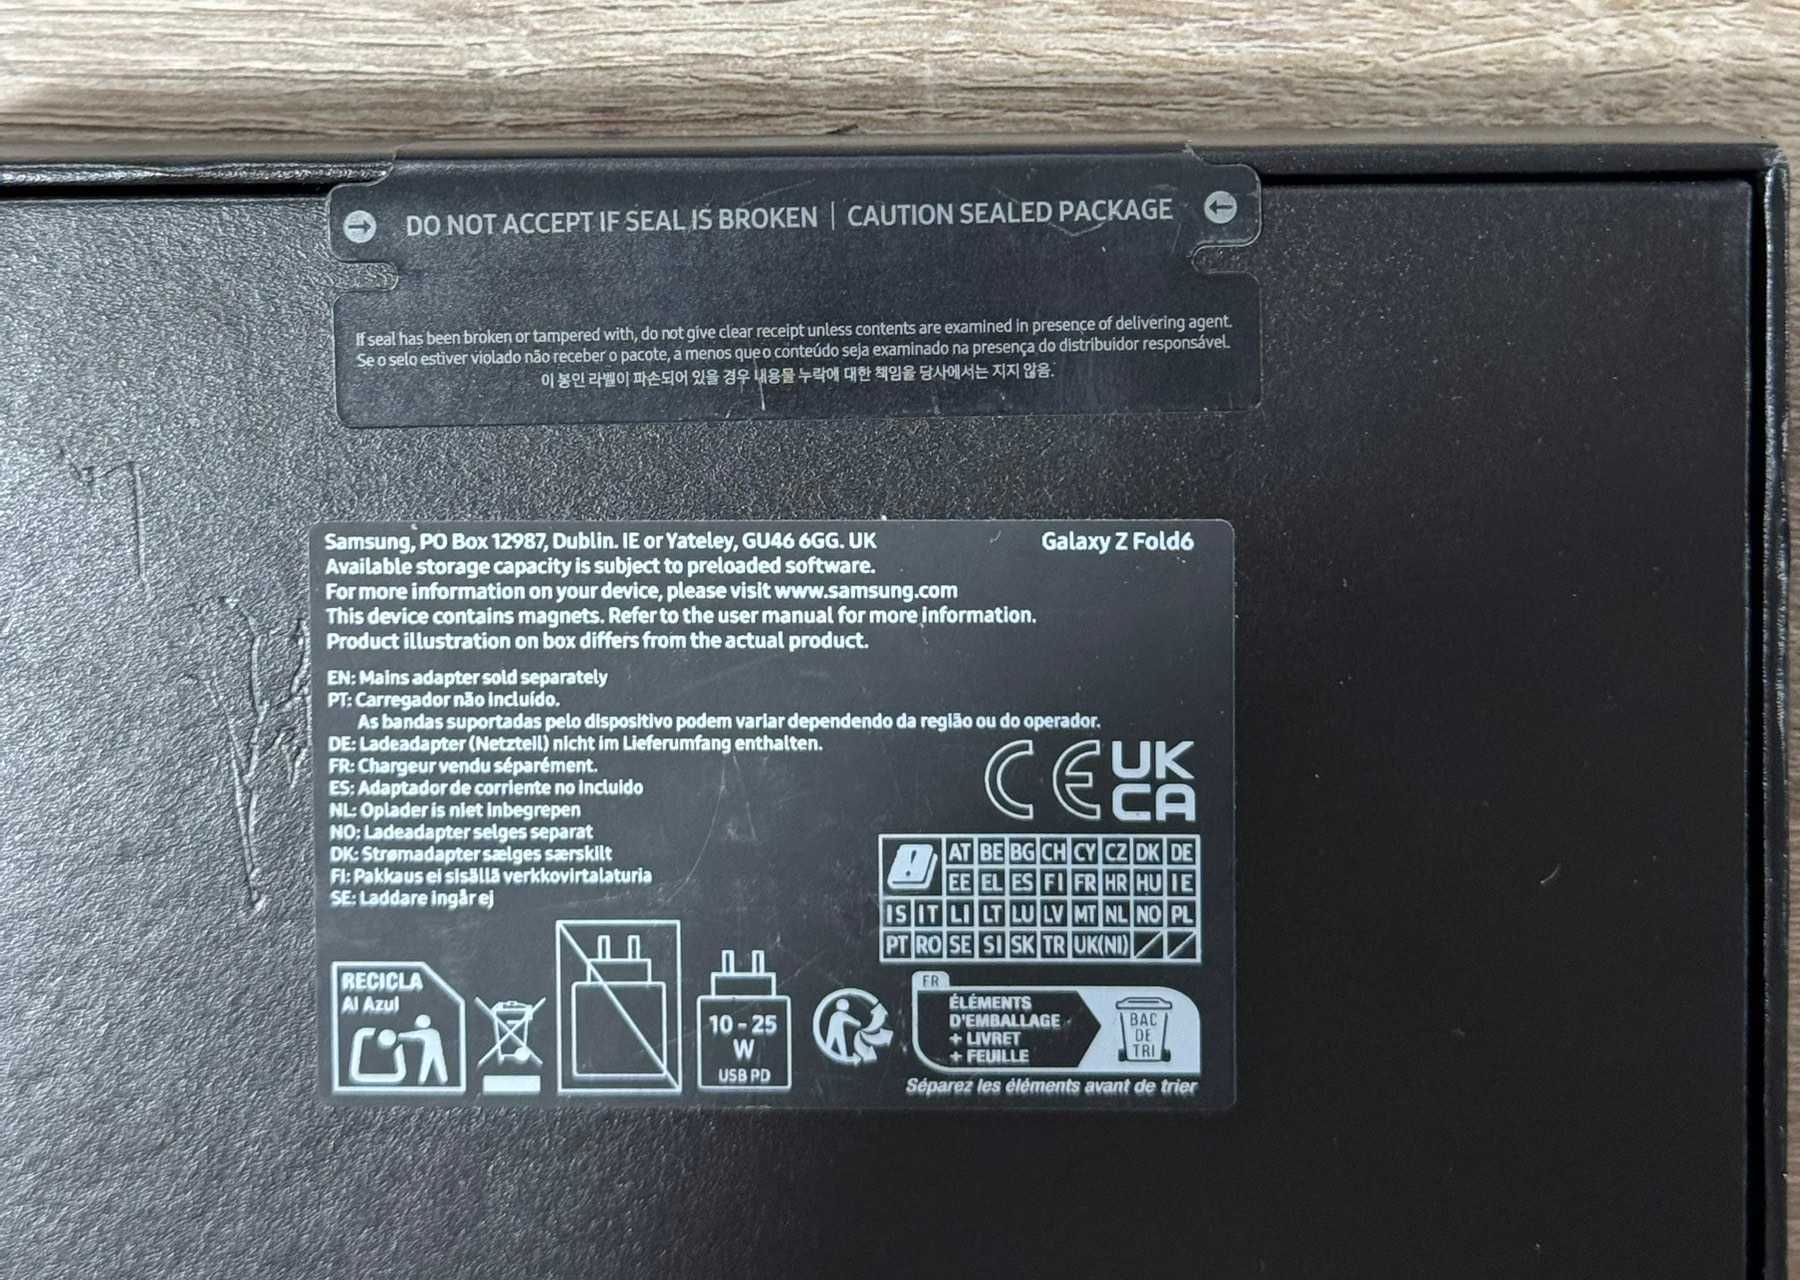 DO NOT ACCEPT IF SEAL IS BROKEN | CAUTION SEALED PACKAGE
If seal has been broken or tampered with, do not give clear receipt unless contents are examined in presence of delivering agent.
Se o selo estiver violado não receber o pacote, a menos que o conteúdo seja examinado na presença do distribuidor responsável.
이 봉인 라벨이 파손되어 있을 경우 내용물 누락에 대한 책임을 당사에서는 지지 않음.
Samsung, PO Box 12987, Dublin. IE or Yateley, GU46 6GG. UK
Galaxy Z Fold6
Available storage capacity is subject to preloaded software.
For more information on your device, please visit www.samsung.com
This device contains magnets. Refer to the user manual for more information.
Product illustration on box differs from the actual product.
EN: Mains adapter sold separately
PT: Carregador não incluído.
As bandas suportadas pelo dispositivo podem variar dependendo da região ou do operador.
DE: Ladeadapter (Netzteil) nicht im Lieferumfang enthalten.
FR: Chargeur vendu séparément.
ES: Adaptador de corriente no incluido
NL: Oplader is niet inbegrepen
NO: Ladeadapter selges separat
DK: Strømadapter sælges særskilt
FI: Pakkaus ei sisällä verkkovirtalaturia
SE: Laddare ingår ej
CE
UK
CA
AT BE BG CH CY CZ DK DE
EE EL ES FI FR HR HU IE
IS IT LI LT LU LV MT NL NO PL
PT RO SE SI SK TR UK(NI)
RECICLA
Al Azul
10 - 25
W
USB PD
FR
ÉLÉMENTS
D'EMBALLAGE
+ LIVRET
+ FEUILLE
BAC
DE
TRI
Séparez les éléments avant de trier